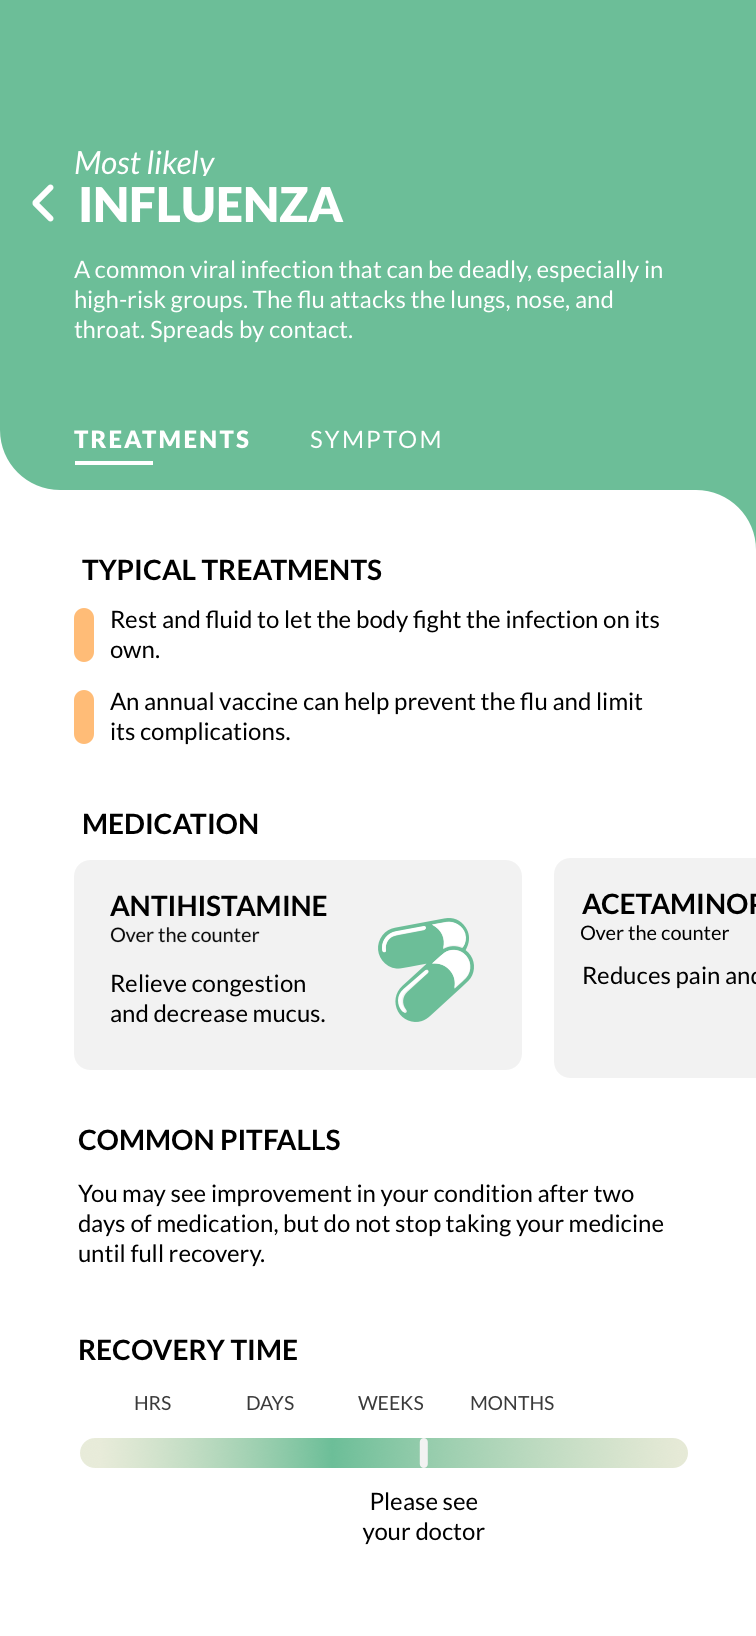 Most likely
INFLUENZA
A common viral infection that can be deadly, especially in
high-risk groups. The flu attacks the lungs, nose, and
throat. Spreads by contact.
TREATMENTS SYMPTOM
TYPICAL TREATMENTS
Rest and fluid to let the body fight the infection on its
own.
An annual vaccine can help prevent the flu and limit
its complications.
MEDICATION
ANTIHISTAMINE
Over the counter
Relieve congestion
and decrease mucus.
ACETAMINO
Over the counter
Reduces pain and
COMMON PITFALLS
You may see improvement in your condition after two
days of medication, but do not stop taking your medicine
until full recovery.
RECOVERY TIME
HRS DAYS WEEKS MONTHS
Please see
your doctor